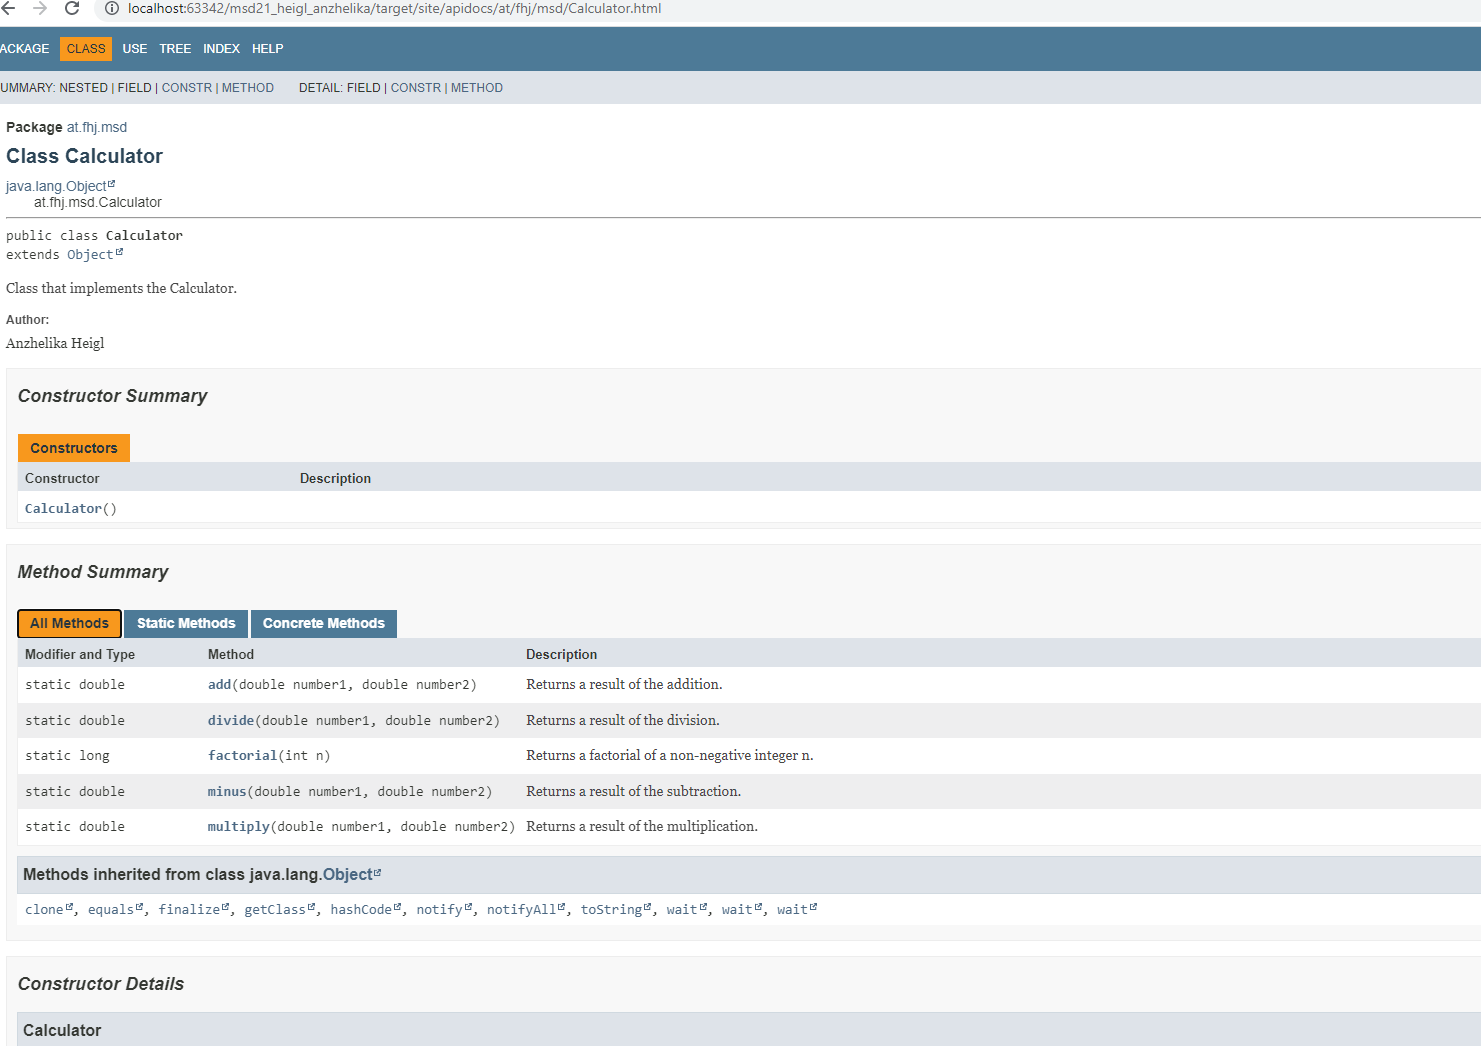 localhost:63342/msd21_heigl_anzhelika/target/site/apidocs/at/fhj/msd/Calculator.html
ACKAGE CLASS USE TREE INDEX HELP
UMMARY: NESTED | FIELD | CONSTR | METHOD DETAIL: FIELD | CONSTR | METHOD
Package at.fhj.msd
Class Calculator
java.lang.Object
at.fhj.msd.Calculator
public class Calculator
extends Object
Class that implements the Calculator.
Author:
Anzhelika Heigl
Constructor Summary
Constructors
Constructor Description
Calculator()
Method Summary
All Methods Static Methods Concrete Methods
Modifier and Type Method Description
static double add(double number1, double number2) Returns a result of the addition.
static double divide(double number1, double number2) Returns a result of the division.
static long factorial(int n) Returns a factorial of a non-negative integer n.
static double minus(double number1, double number2) Returns a result of the subtraction.
static double multiply(double number1, double number2) Returns a result of the multiplication.
Methods inherited from class java.lang.Object
clone, equals, finalize, getClass, hashCode, notify, notifyAll, toString, wait, wait, wait
Constructor Details
Calculator